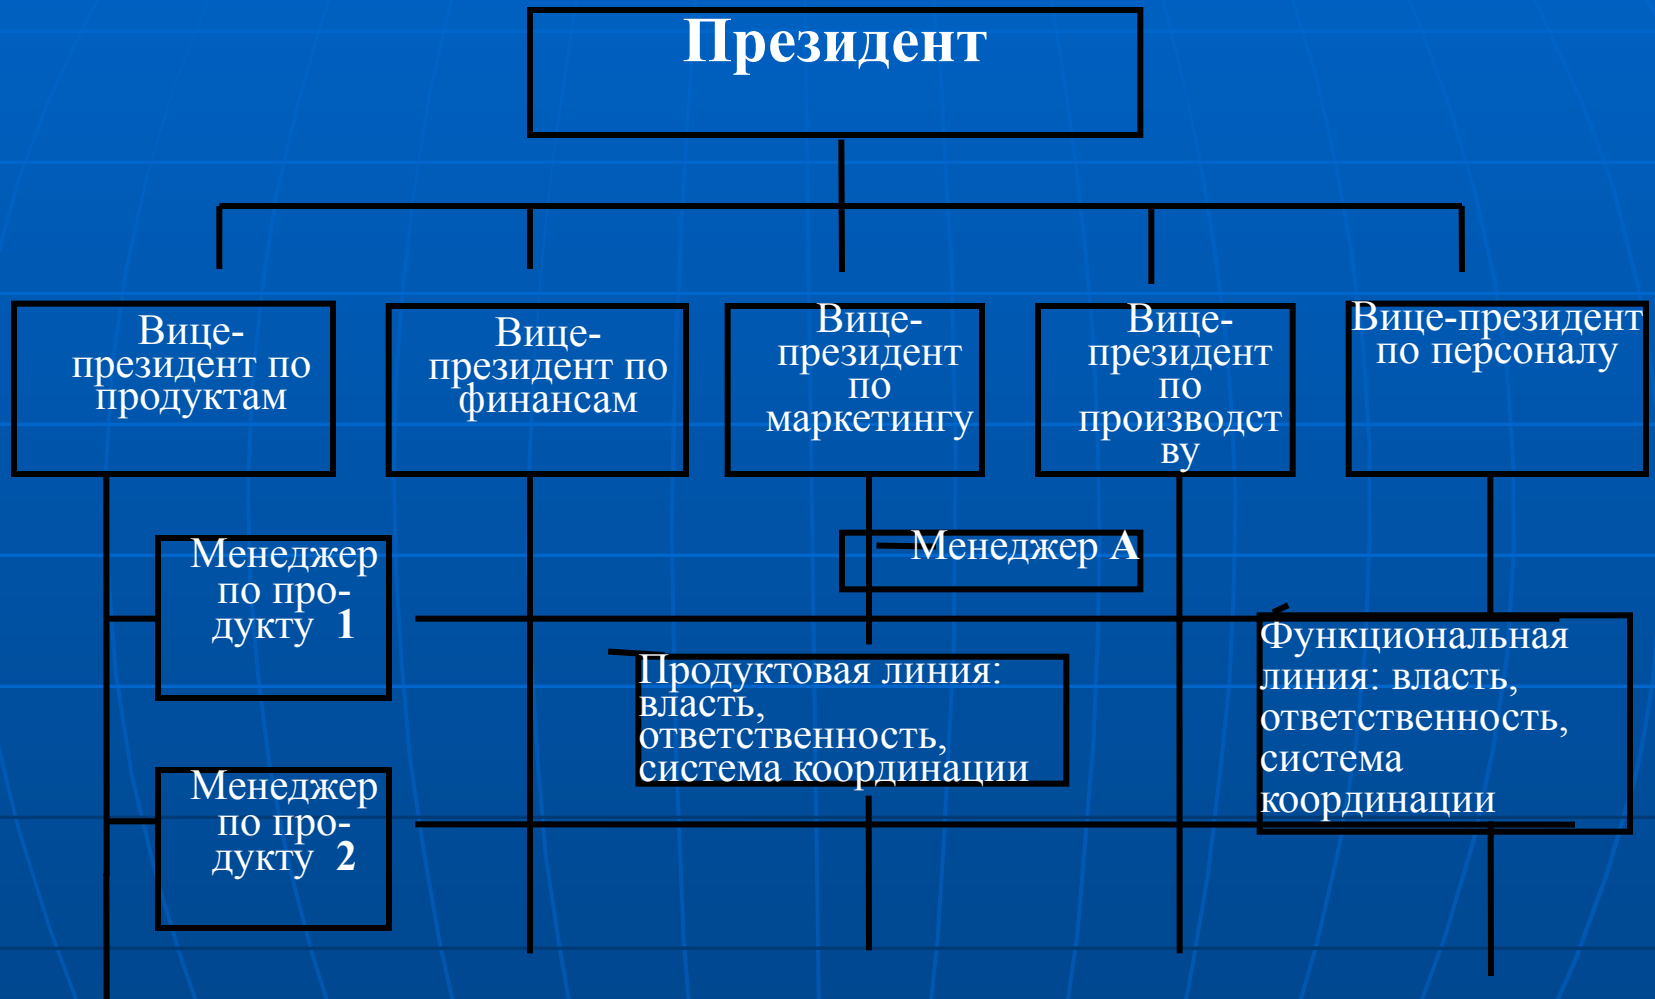 Президент
Вице-
президент по
продуктам
Вице-
президент по
финансам
Вице-
президент
по
маркетингу
Вице-
президент
по
производст
ву
Вице-президент
по персоналу
Менеджер
по про-
дукту 1
Менеджер А
Продуктовая линия:
власть,
ответственность,
система координации
Функциональная
линия: власть,
ответственность,
система
координации
Менеджер
по про-
дукту 2